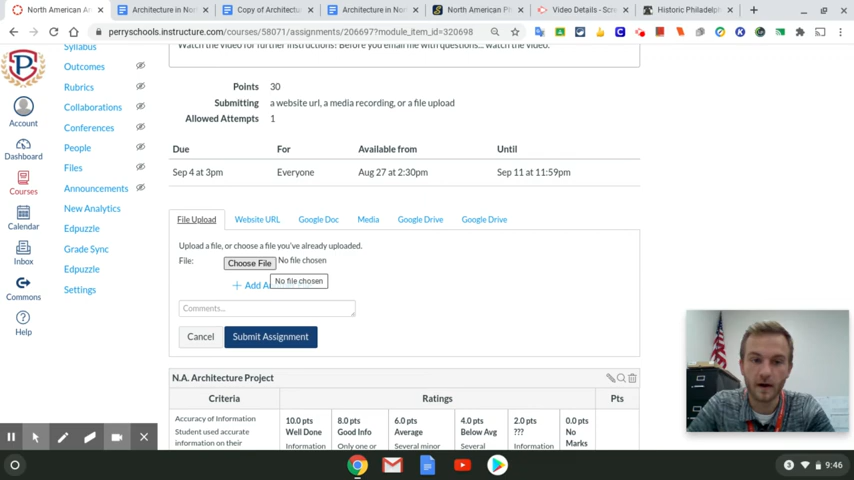 North American A
Architecture in Nor
Copy of Architectu
Architecture in Nor
North American Ph
Video Details - Scre
Historic Philadelph
perryschools.instructure.com/courses/58071/assignments/206697?module_item_id=320698
Syllabus
Outcomes
Rubrics
Collaborations
Conferences
People
Files
Announcements
New Analytics
Edpuzzle
Grade Sync
Edpuzzle
Settings
Account
Dashboard
Courses
Calendar
Inbox
Commons
Help
Watch the video for further instructions! Before you email me with questions... watch the video.
Points 30
Submitting a website url, a media recording, or a file upload
Allowed Attempts 1
Due For Available from Until
Sep 4 at 3pm Everyone Aug 27 at 2:30pm Sep 11 at 11:59pm
File Upload Website URL Google Doc Media Google Drive Google Drive
Upload a file, or choose a file you've already uploaded.
File: Choose File No file chosen
No file chosen
+ Add A
Comments...
Cancel Submit Assignment
N.A. Architecture Project
Criteria Ratings Pts
Accuracy of Information
Student used accurate
information on their
10.0 pts
Well Done
Information
8.0 pts
Good Info
Only one or
6.0 pts
Average
Several minor
4.0 pts
Below Avg
Several
2.0 pts
???
Information
0.0 pts
No
Marks
3
9:46